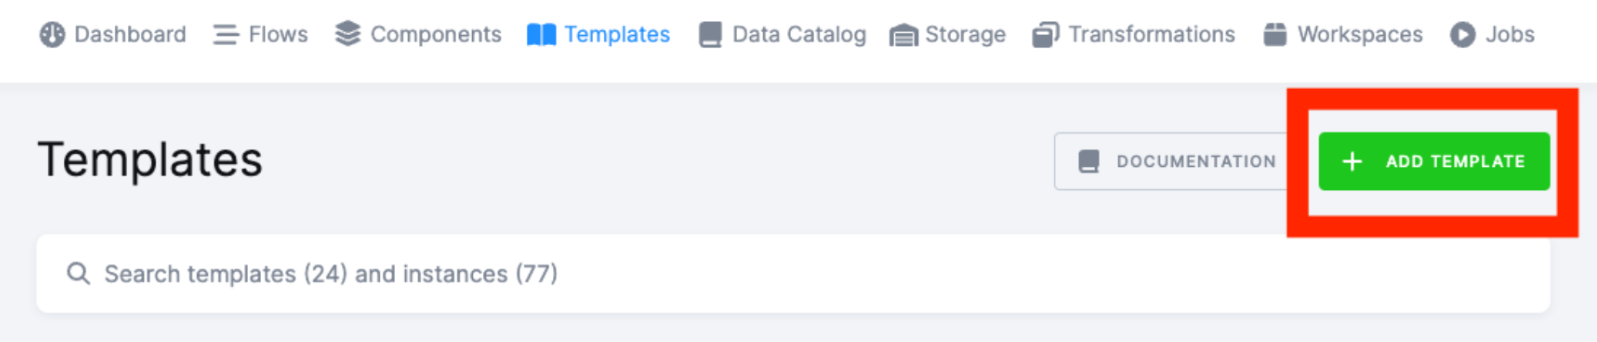 Dashboard Flows Components Templates Data Catalog Storage Transformations Workspaces Jobs
Templates
DOCUMENTATION
+ ADD TEMPLATE
Search templates (24) and instances (77)